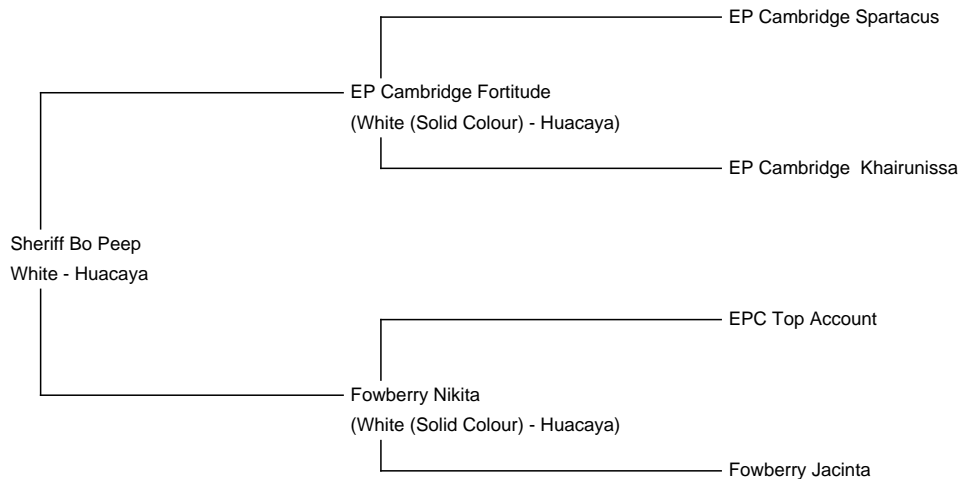 EP Cambridge Spartacus
EP Cambridge Fortitude
(White (Solid Colour) - Huacaya)
EP Cambridge  Khairunissa
Sheriff Bo Peep
White - Huacaya
EPC Top Account
Fowberry Nikita
(White (Solid Colour) - Huacaya)
Fowberry Jacinta